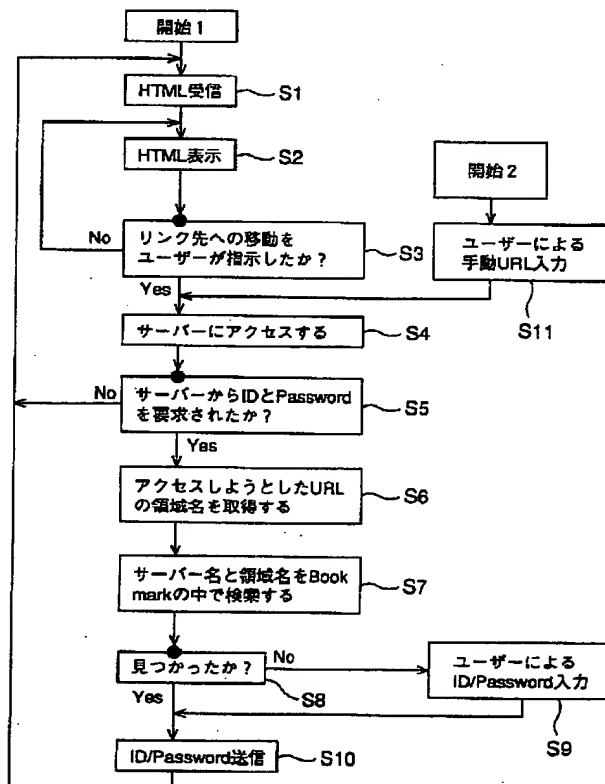 開始1
HTML受信
S1
HTML表示
S2
開始2
No
リンク先への移動を
ユーザーが指示したか？
S3
ユーザーによる
手動URL入力
S11
Yes
サーバーにアクセスする
S4
No
サーバーからIDとPassword
を要求されたか？
S5
Yes
アクセスしようとしたURL
の領域名を取得する
S6
サーバー名と領域名をBook
markの中で検索する
S7
見つかったか？
No
S8
ユーザーによる
ID/Password入力
S9
Yes
ID/Password送信
S10